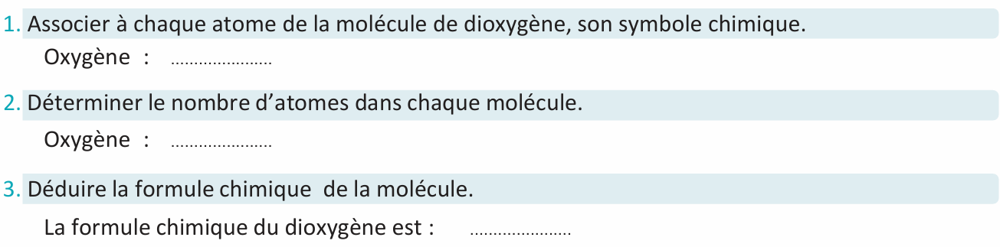 1. Associer à chaque atome de la molécule de dioxygène, son symbole chimique.
Oxygène : ......................
2. Déterminer le nombre d’atomes dans chaque molécule.
Oxygène : ......................
3. Déduire la formule chimique de la molécule.
La formule chimique du dioxygène est : ......................